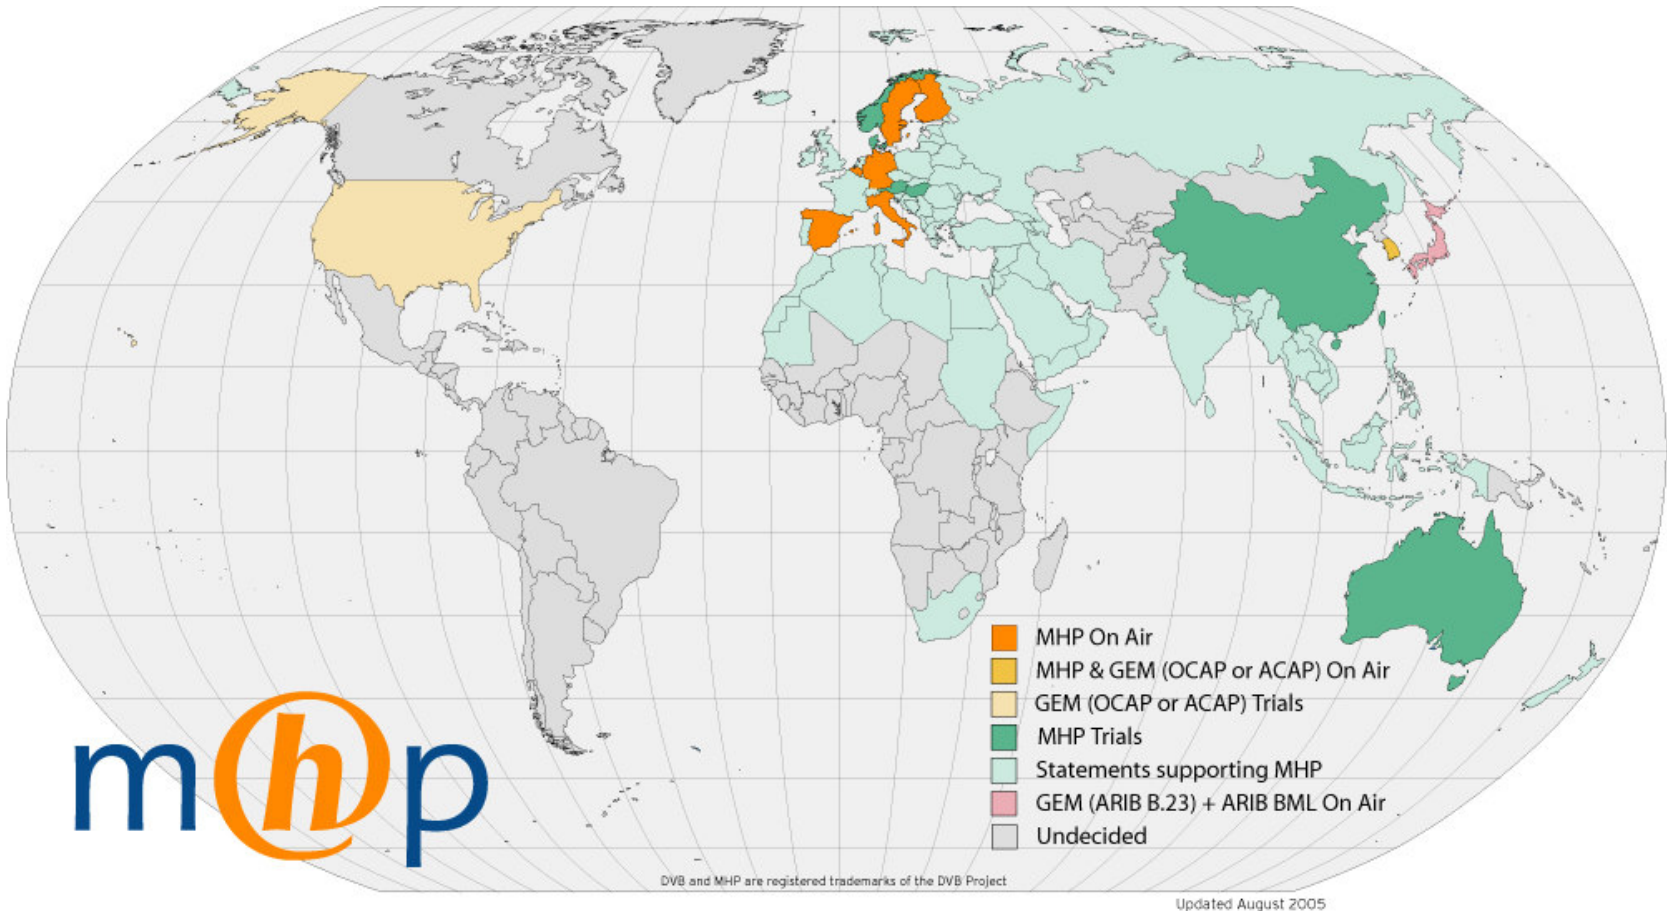 MHP On Air
MHP & GEM (OCAP or ACAP) On Air
GEM (OCAP or ACAP) Trials
MHP Trials
Statements supporting MHP
GEM (ARIB B.23) + ARIB BML On Air
Undecided
mhp
DVB and MHP are registered trademarks of the DVB Project
Updated August 2005